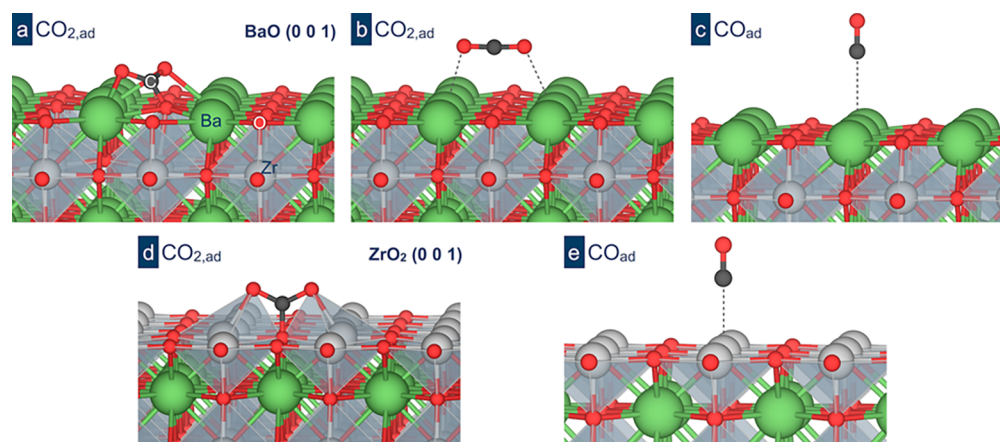 a CO2,ad BaO (0 0 1)
b CO2,ad
c COad
C
Ba
O
Zr
d CO2,ad ZrO2 (0 0 1)
e COad